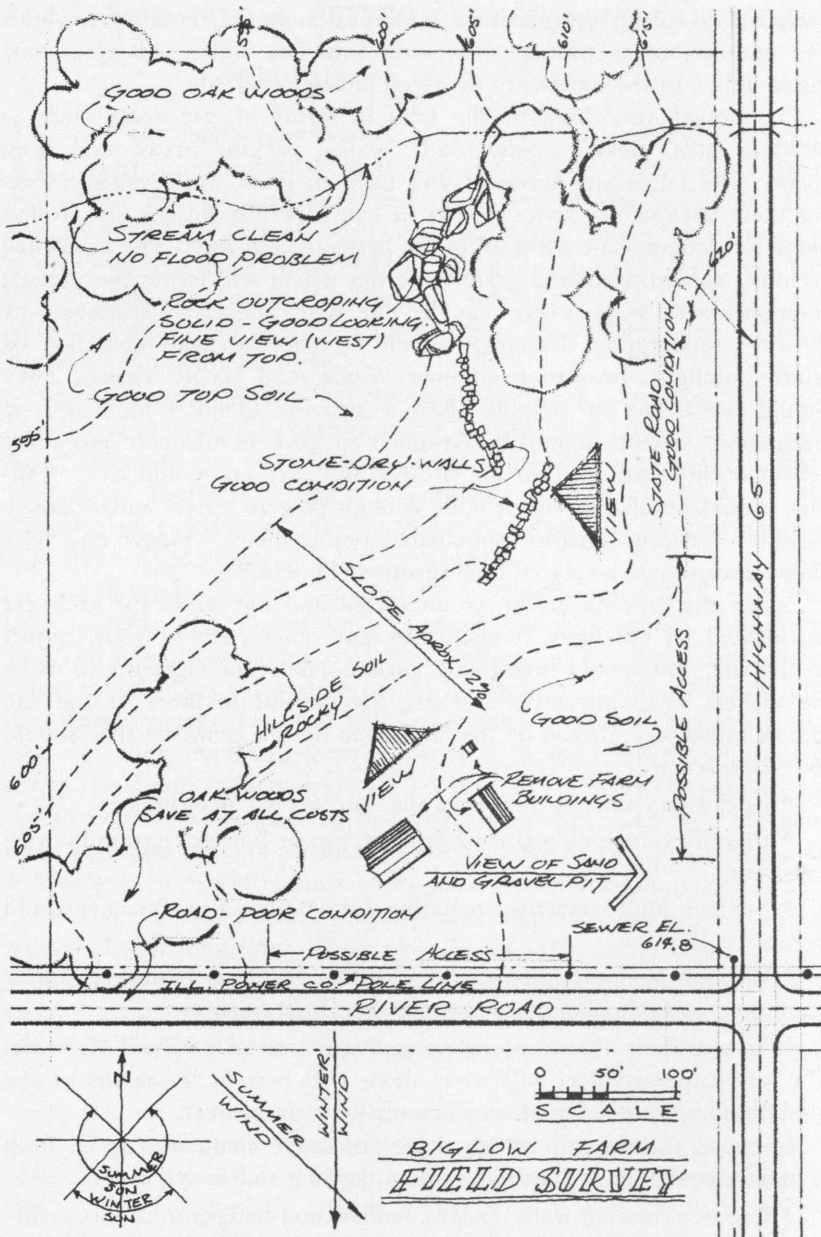 595
600
605
610
615
GOOD OAK WOODS
A
STREAM CLEAN
NO FLOOD PROBLEM
ROCK OUTCROPING
SOLID - GOOD LOOKING
FINE VIEW (WEST)
FROM TOP.
GOOD TOP SOIL
STATE ROAD
GOOD CONDITION
620
595
STONE-DRY-WALLS
GOOD CONDITION
VIEW
SLOPE APRX. 12%
HIGHWAY 65
HILLSIDE SOIL
ROCKY
GOOD SOIL
POSSIBLE ACCESS
600
605
VIEW
OAK WOODS
SAVE AT ALL COSTS
REMOVE FARM
BUILDINGS
VIEW OF SAND
AND GRAVEL PIT
ROAD POOR CONDITION
SEWER EL.
614.8
POSSIBLE ACCESS
ILL. POWER CO. POLE LINE
RIVER ROAD
N
SUMMER
SUN
WINTER
SUN
SUMMER
WIND
WINTER
WIND
0 50' 100'
SCALE
BIGLOW FARM
FIELD SURVEY